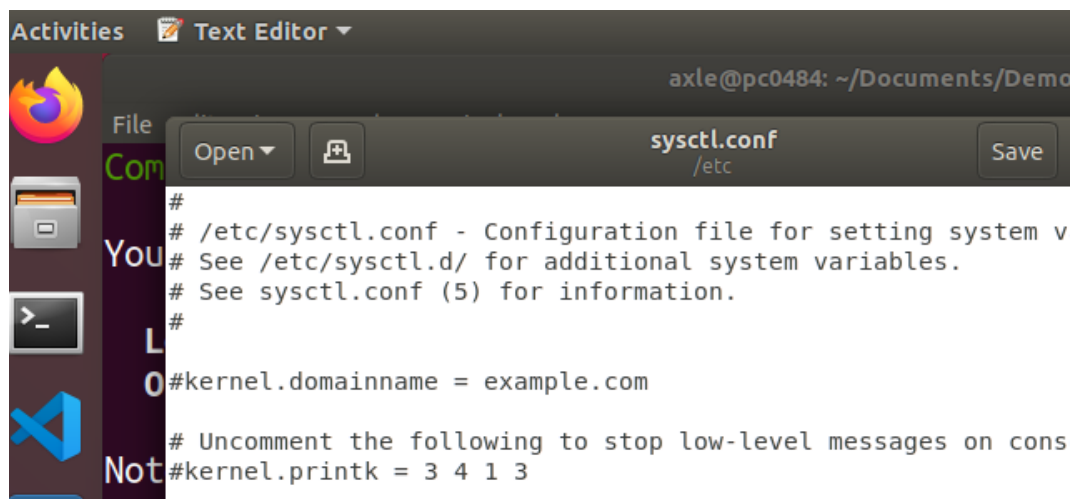 Activities Text Editor
axle@pc0484: ~/Documents/Demo
File
Open
sysctl.conf
/etc
Save
Com
#
# /etc/sysctl.conf - Configuration file for setting system v
You
# See /etc/sysctl.d/ for additional system variables.
# See sysctl.conf (5) for information.
#
L
O
#kernel.domainname = example.com
# Uncomment the following to stop low-level messages on cons
Not
#kernel.printk = 3 4 1 3